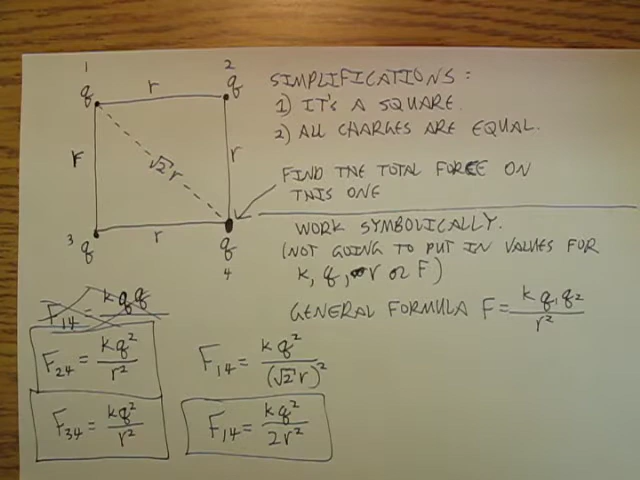 1
2
q
r
q
r
√2 r
r
3
q
r
q
4
SIMPLIFICATIONS:
1) IT'S A SQUARE.
2) ALL CHARGES ARE EQUAL.
FIND THE TOTAL FORCE ON
THIS ONE
WORK SYMBOLICALLY.
(NOT GOING TO PUT IN VALUES FOR
k, q, r OR F)
GENERAL FORMULA F = k q₁ q₂ / r²
F₁₄ = k q q
F₂₄ = kq² / r²
F₁₄ = kq² / (√2 r)²
F₃₄ = kq² / r²
F₁₄ = kq² / 2r²